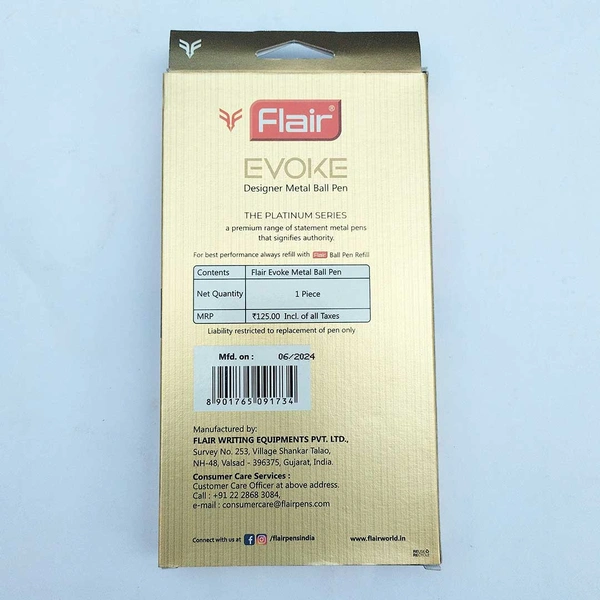 Flair®
EVOKE
Designer Metal Ball Pen
THE PLATINUM SERIES
a premium range of statement metal pens
that signifies authority.
For best performance always refill with Flair Ball Pen Refill
Contents Flair Evoke Metal Ball Pen
Net Quantity 1 Piece
MRP ₹125.00 Incl. of all Taxes
Liability restricted to replacement of pen only
Mfd. on : 06/2024
8 901765 091734
Manufactured by:
FLAIR WRITING EQUIPMENTS PVT. LTD.,
Survey No. 253, Village Shankar Talao,
NH-48, Valsad - 396375, Gujarat, India.
Consumer Care Services :
Customer Care Officer at above address.
Call : +91 22 2868 3084,
e-mail : consumercare@flairpens.com
Connect with us at /flairpensindia www.flairworld.in